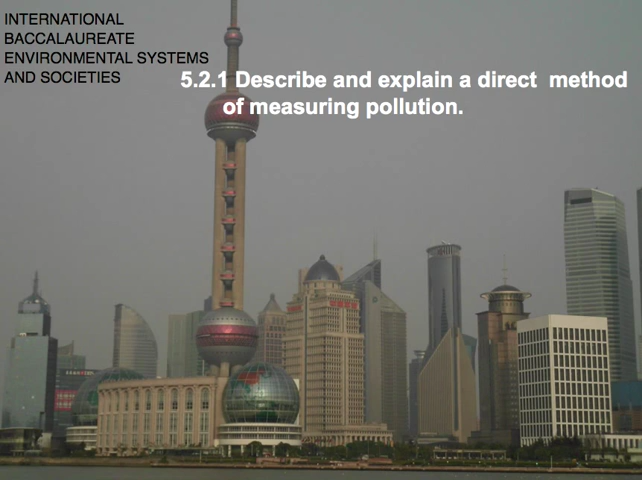 INTERNATIONAL
BACCALAUREATE
ENVIRONMENTAL SYSTEMS
AND SOCIETIES
5.2.1 Describe and explain a direct method
of measuring pollution.